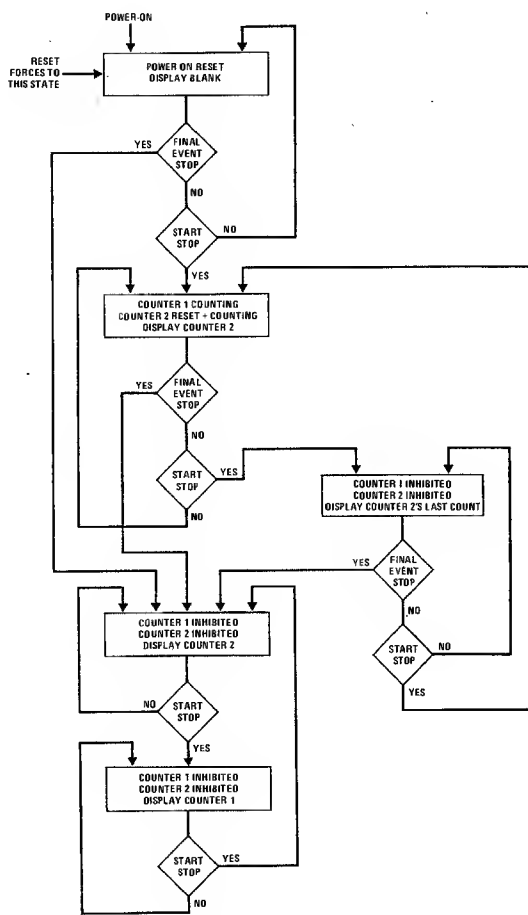 POWER-ON
RESET
FORCES TO
THIS STATE
POWER ON RESET
DISPLAY BLANK
YES
FINAL
EVENT
STOP
NO
START
STOP
NO
YES
COUNTER 1 COUNTING
COUNTER 2 RESET + COUNTING
DISPLAY COUNTER 2
YES
FINAL
EVENT
STOP
NO
START
STOP
YES
NO
COUNTER 1 INHIBITED
COUNTER 2 INHIBITED
DISPLAY COUNTER 2'S LAST COUNT
YES
FINAL
EVENT
STOP
NO
START
STOP
NO
YES
COUNTER 1 INHIBITED
COUNTER 2 INHIBITED
DISPLAY COUNTER 2
NO
START
STOP
YES
COUNTER 1 INHIBITED
COUNTER 2 INHIBITED
DISPLAY COUNTER 1
START
STOP
YES
NO